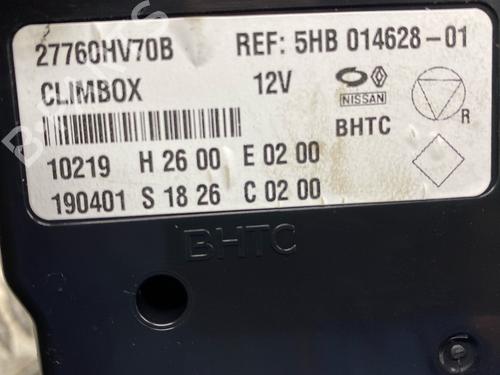 27760HV70B REF: 5HB 014628-01
CLIMBOX 12V
NISSAN
BHTC
R
10219 H 26 00 E 02 00
190401 S 18 26 C 02 00
BHTC